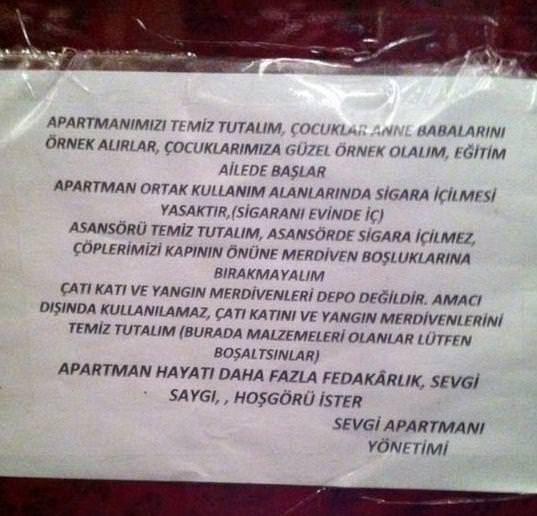 APARTMANIMIZI TEMİZ TUTALIM, ÇOCUKLAR ANNE BABALARINI
ÖRNEK ALIRLAR, ÇOCUKLARIMIZA GÜZEL ÖRNEK OLALIM, EĞİTİM
AİLEDE BAŞLAR
APARTMAN ORTAK KULLANIM ALANLARINDA SİGARA İÇİLMESİ
YASAKTIR,(SİGARANI EVİNDE İÇ)
ASANSÖRÜ TEMİZ TUTALIM, ASANSÖRDE SİGARA İÇİLMEZ,
ÇÖPLERİMİZİ KAPININ ÖNÜNE MERDİVEN BOŞLUKLARINA
BIRAKMAYALIM
ÇATI KATI VE YANGIN MERDİVENLERİ DEPO DEĞİLDİR. AMACI
DIŞINDA KULLANILAMAZ, ÇATI KATINI VE YANGIN MERDİVENLERİNİ
TEMİZ TUTALIM (BURADA MALZEMELERİ OLANLAR LÜTFEN
BOŞALTSINLAR)
APARTMAN HAYATI DAHA FAZLA FEDAKÂRLIK, SEVGİ
SAYGI, , HOŞGÖRÜ İSTER
SEVGİ APARTMANI
YÖNETİMİ